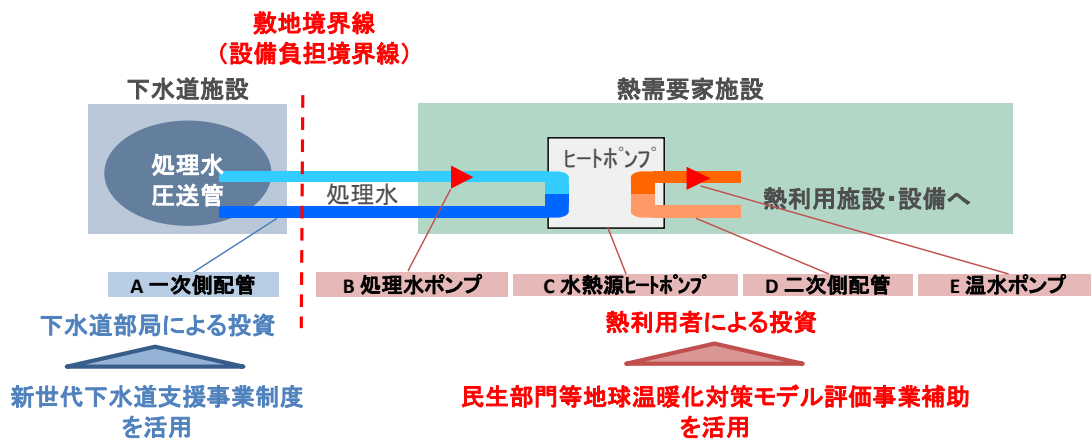 敷地境界線
（設備負担境界線）
下水道施設
熱需要家施設
処理水
圧送管
処理水
ﾋｰﾄﾎﾟﾝﾌﾟ
熱利用施設・設備へ
A 一次側配管
B 処理水ポンプ
C 水熱源ﾋｰﾄﾎﾟﾝﾌﾟ
D 二次側配管
E 温水ポンプ
下水道部局による投資
熱利用者による投資
新世代下水道支援事業制度
を活用
民生部門等地球温暖化対策モデル評価事業補助
を活用